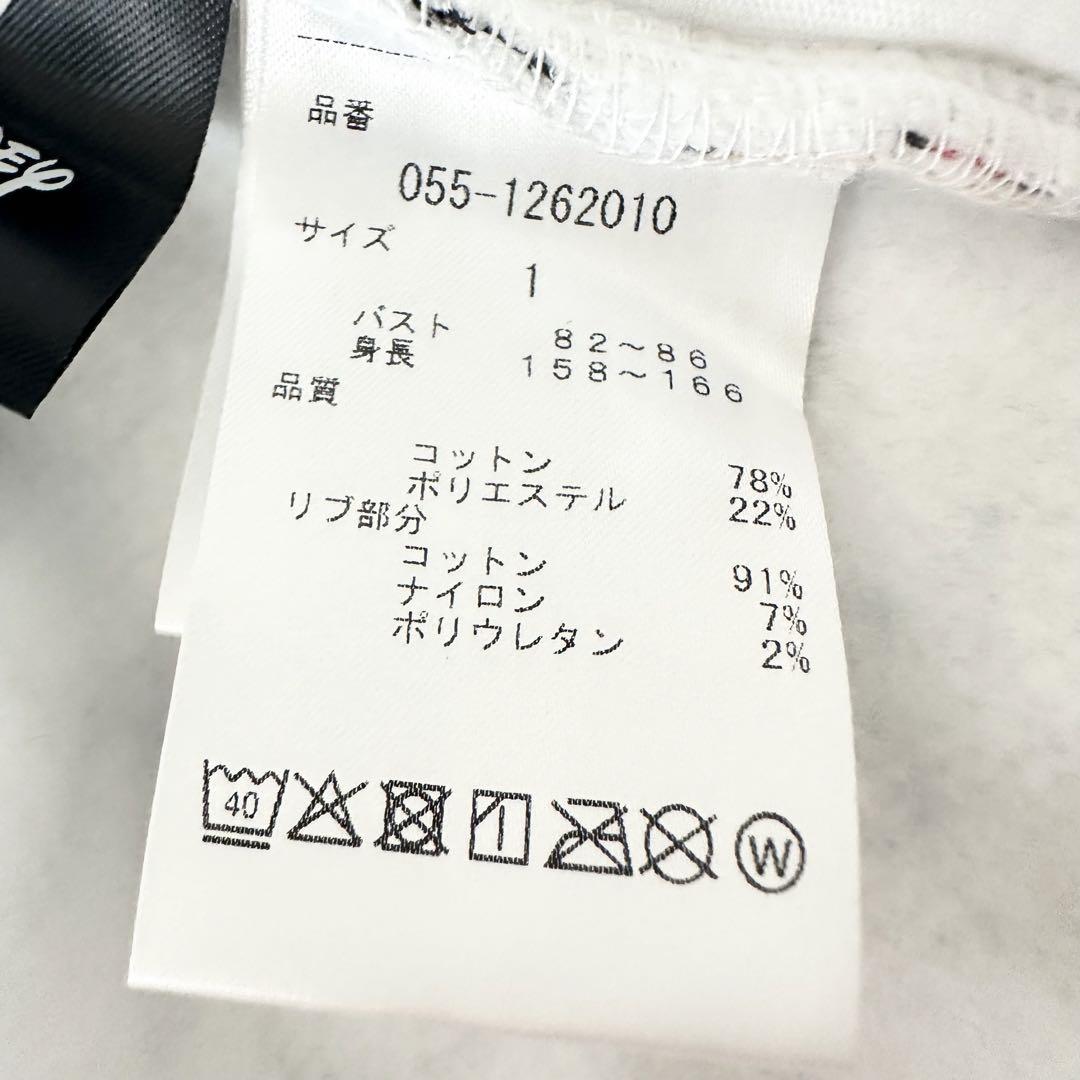 品番
055-1262010
サイズ
1
バスト 82～86
身長 158～166
品質
コットン 78%
ポリエステル 22%
リブ部分
コットン 91%
ナイロン 7%
ポリウレタン 2%
40 W